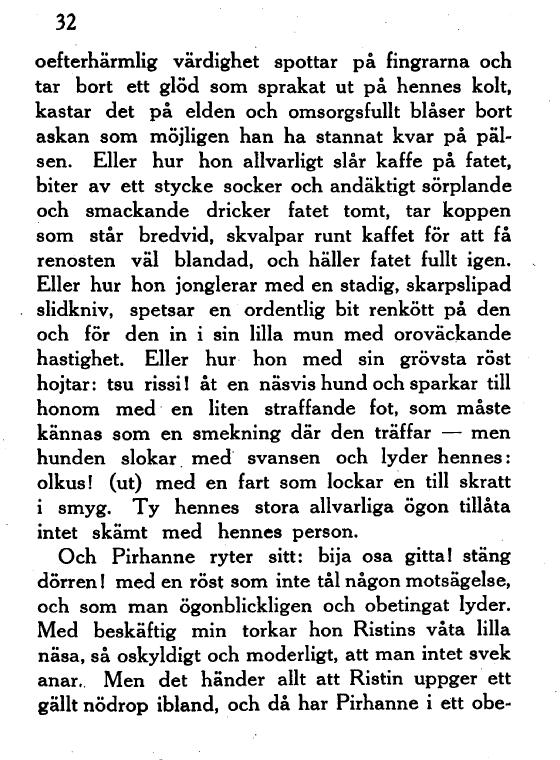 32
oefterhärmlig värdighet spottar på fingrarna och
tar bort ett glöd som sprakat ut på hennes kolt,
kastar det på elden och omsorgsfullt blåser bort
askan som möjligen han ha stannat kvar på päl-
sen. Eller hur hon allvarligt slår kaffe på fatet,
biter av ett stycke socker och andäktigt sörplande
och smackande dricker fatet tomt, tar koppen
som står bredvid, skvalpar runt kaffet för att få
renosten väl blandad, och häller fatet fullt igen.
Eller hur hon jonglerar med en stadig, skarpslipad
slidkniv, spetsar en ordentlig bit renkött på den
och för den in i sin lilla mun med oroväckande
hastighet. Eller hur hon med sin grövsta röst
hojtar: tsu rissi! åt en näsvis hund och sparkar till
honom med en liten straffande fot, som måste
kännas som en smekning där den träffar — men
hunden slokar med svansen och lyder hennes:
olkus! (ut) med en fart som lockar en till skratt
i smyg. Ty hennes stora allvarliga ögon tillåta
intet skämt med hennes person.
Och Pirhanne ryter sitt: bija osa gitta! stäng
dörren! med en röst som inte tål någon motsägelse,
och som man ögonblickligen och obetingat lyder.
Med beskäftig min torkar hon Ristins våta lilla
näsa, så oskyldigt och moderligt, att man intet svek
anar. Men det händer allt att Ristin uppger ett
gällt nödrop ibland, och då har Pirhanne i ett obe-